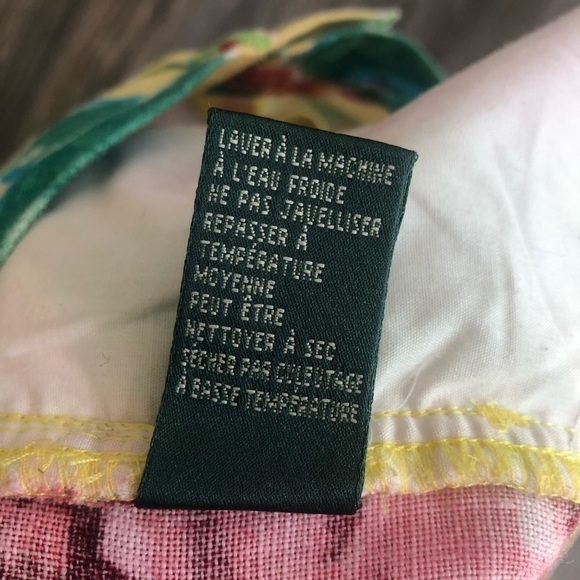 LAVER À LA MACHINE
À L'EAU FROIDE
NE PAS JAVELLISER
REPASSER À
TEMPÉRATURE
MOYENNE
PEUT ÊTRE
NETTOYER À SEC
SÉCHER PAR CULBUTAGE
À BASSE TEMPÉRATURE